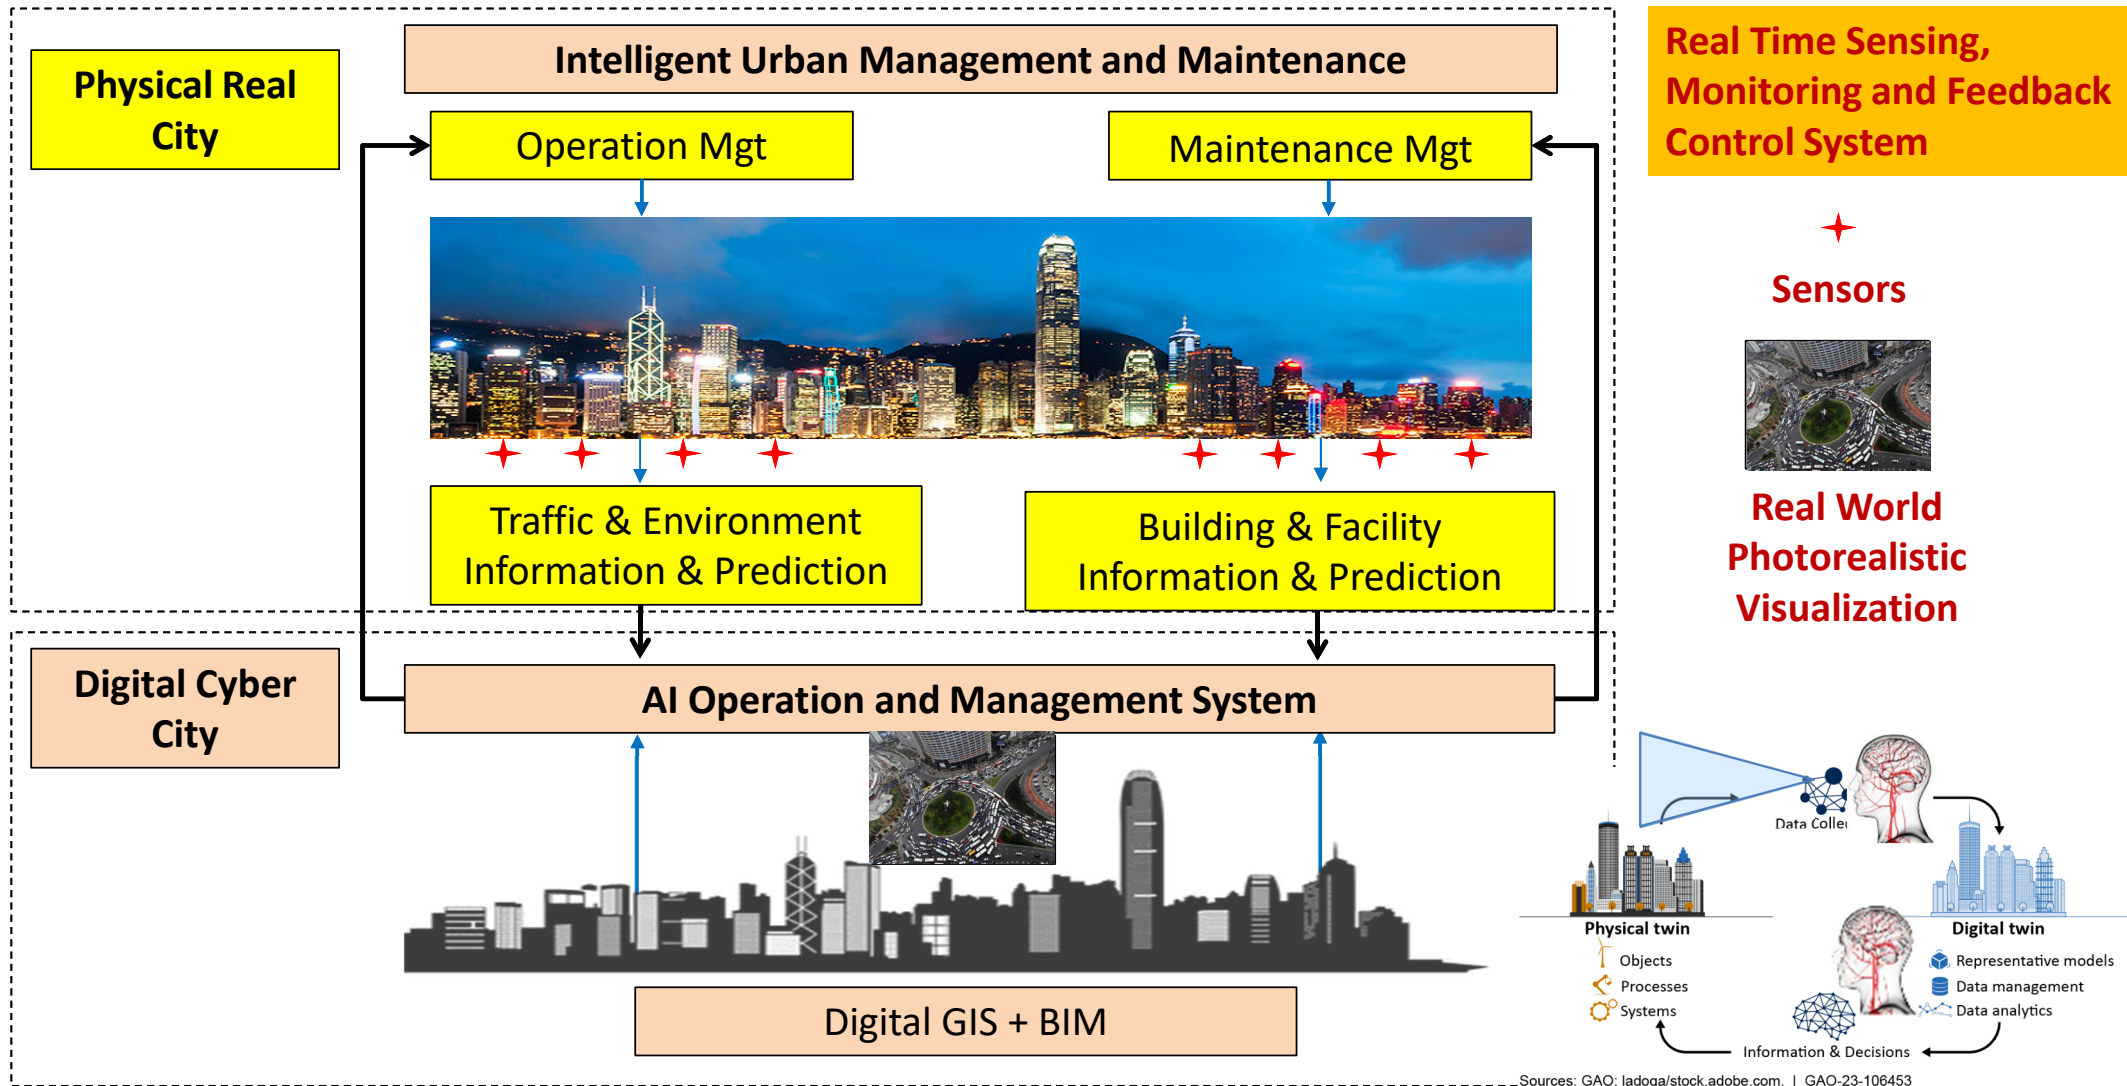 Intelligent Urban Management and Maintenance
Physical Real
City
Operation Mgt
Maintenance Mgt
Traffic & Environment
Information & Prediction
Building & Facility
Information & Prediction
Digital Cyber
City
AI Operation and Management System
Digital GIS + BIM
Real Time Sensing,
Monitoring and Feedback
Control System
Sensors
Real World
Photorealistic
Visualization
Data Colle
Physical twin
Objects
Processes
Systems
Digital twin
Representative models
Data management
Data analytics
Information & Decisions
Sources: GAO: ladoga/stock.adobe.com. | GAO-23-106453